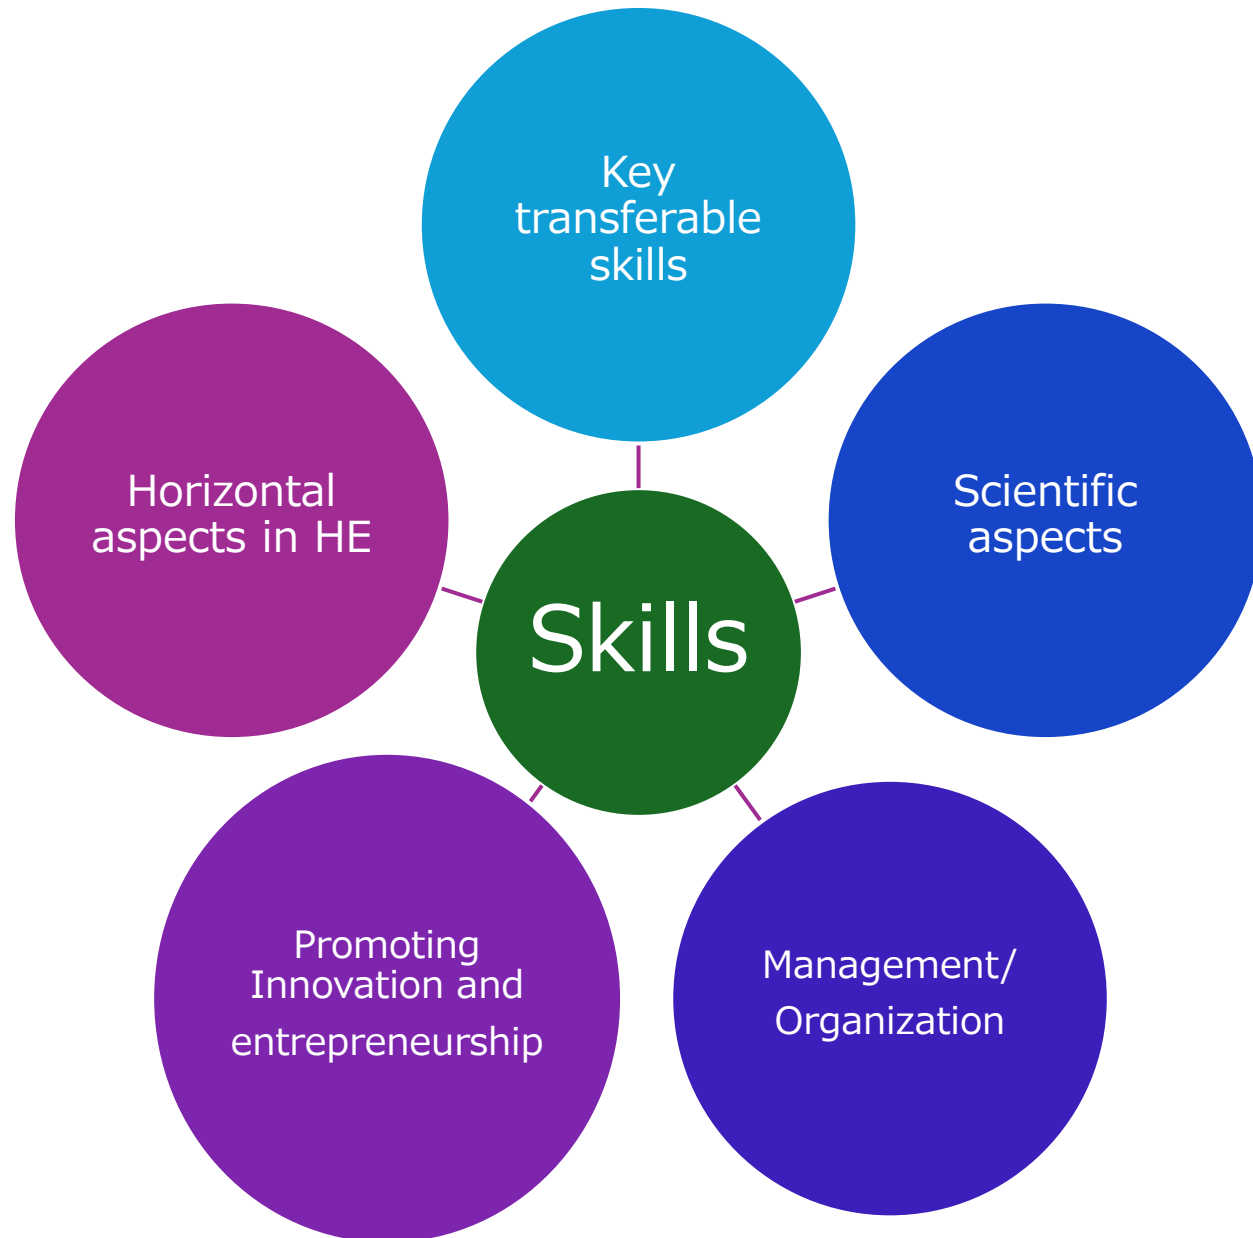 Key
transferable
skills
Horizontal
aspects in HE
Scientific
aspects
Skills
Promoting
Innovation and
entrepreneurship
Management/
Organization